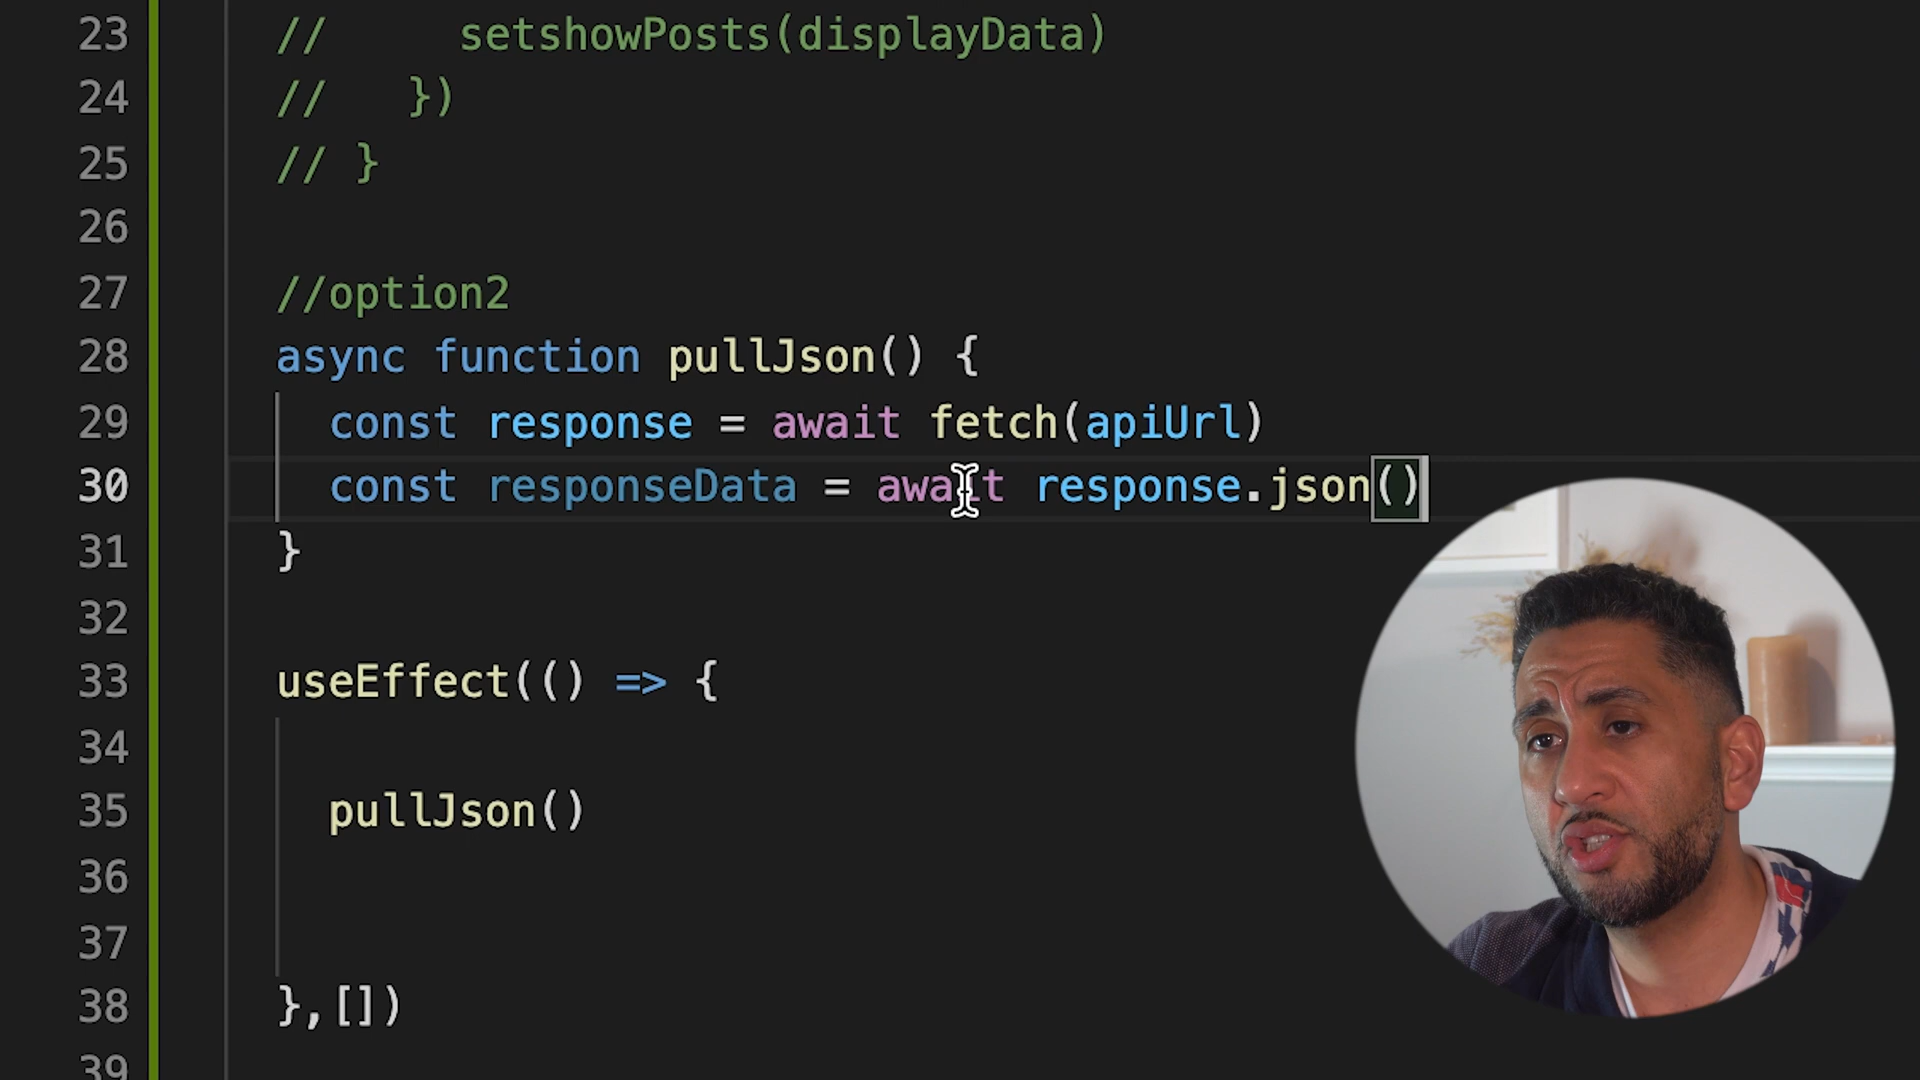 23 //     setshowPosts(displayData)
24 //   })
25 // }
26
27 //option2
28 async function pullJson() {
29   const response = await fetch(apiUrl)
30   const responseData = await response.json()
31 }
32
33 useEffect(() => {
34
35   pullJson()
36
37
38 },[])
39